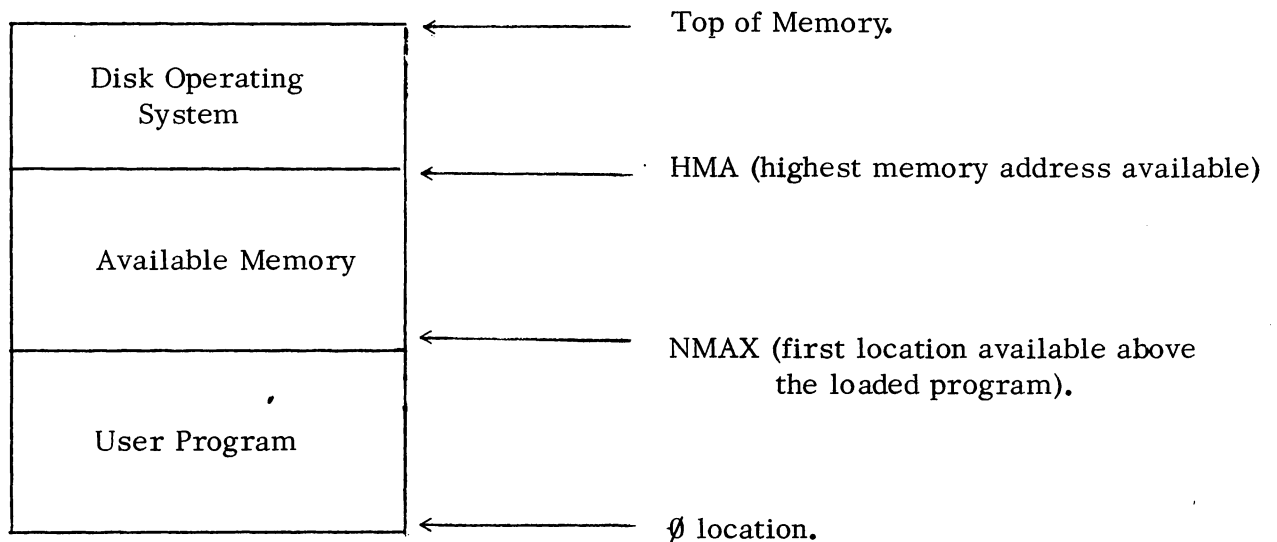 Top of Memory.
Disk Operating
System
HMA (highest memory address available)
Available Memory
NMAX (first location available above
the loaded program).
User Program
Ø location.